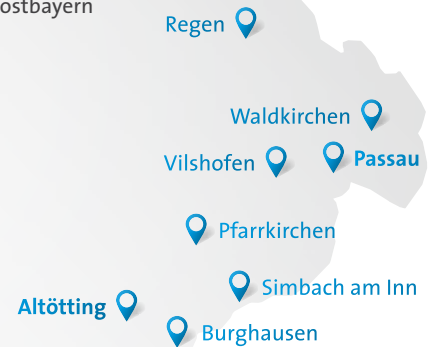 ostbayern
Regen
Waldkirchen
Vilshofen
Passau
Pfarrkirchen
Simbach am Inn
Altötting
Burghausen